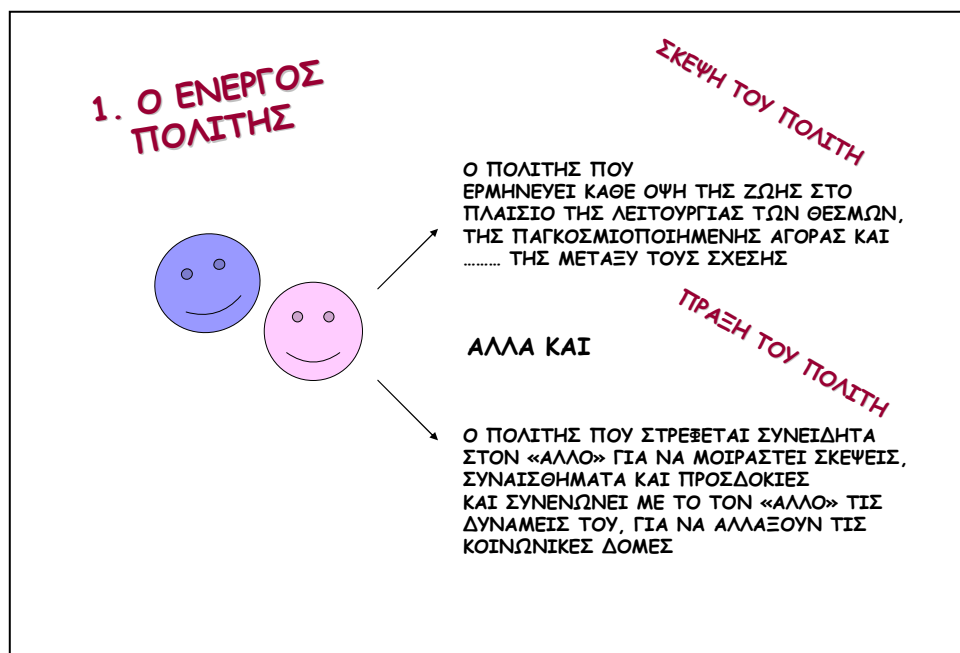 1. Ο ΕΝΕΡΓΟΣ
ΠΟΛΙΤΗΣ
ΣΚΕΨΗ ΤΟΥ ΠΟΛΙΤΗ
Ο ΠΟΛΙΤΗΣ ΠΟΥ
ΕΡΜΗΝΕΥΕΙ ΚΑΘΕ ΟΨΗ ΤΗΣ ΖΩΗΣ ΣΤΟ
ΠΛΑΙΣΙΟ ΤΗΣ ΛΕΙΤΟΥΡΓΙΑΣ ΤΩΝ ΘΕΣΜΩΝ,
ΤΗΣ ΠΑΓΚΟΣΜΙΟΠΟΙΗΜΕΝΗΣ ΑΓΟΡΑΣ ΚΑΙ
……… ΤΗΣ ΜΕΤΑΞΥ ΤΟΥΣ ΣΧΕΣΗΣ
ΑΛΛΑ ΚΑΙ
ΠΡΑΞΗ ΤΟΥ ΠΟΛΙΤΗ
Ο ΠΟΛΙΤΗΣ ΠΟΥ ΣΤΡΕΦΕΤΑΙ ΣΥΝΕΙΔΗΤΑ
ΣΤΟΝ «ΑΛΛΟ» ΓΙΑ ΝΑ ΜΟΙΡΑΣΤΕΙ ΣΚΕΨΕΙΣ,
ΣΥΝΑΙΣΘΗΜΑΤΑ ΚΑΙ ΠΡΟΣΔΟΚΙΕΣ
ΚΑΙ ΣΥΝΕΝΩΝΕΙ ΜΕ ΤΟ ΤΟΝ «ΑΛΛΟ» ΤΙΣ
ΔΥΝΑΜΕΙΣ ΤΟΥ, ΓΙΑ ΝΑ ΑΛΛΑΞΟΥΝ ΤΙΣ
ΚΟΙΝΩΝΙΚΕΣ ΔΟΜΕΣ